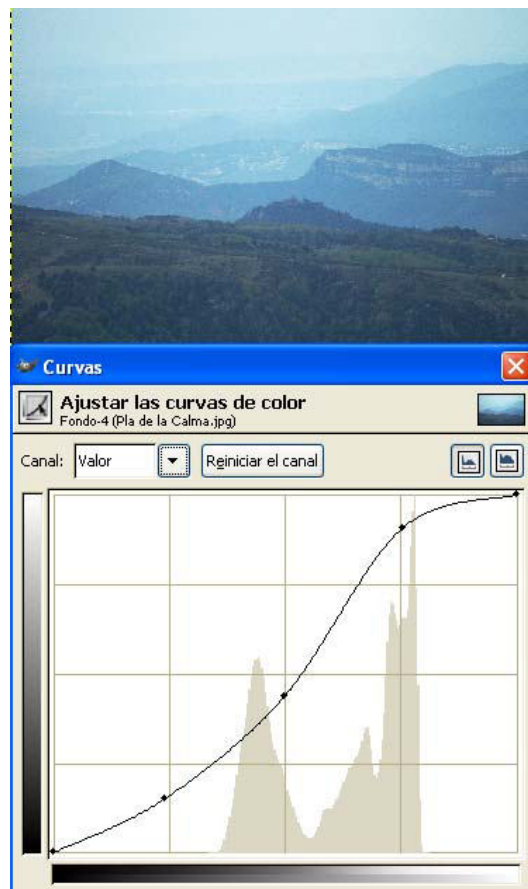 Curvas
Ajustar las curvas de color
Fondo-4 (Pla de la Calma.jpg)
Canal: Valor Reiniciar el canal